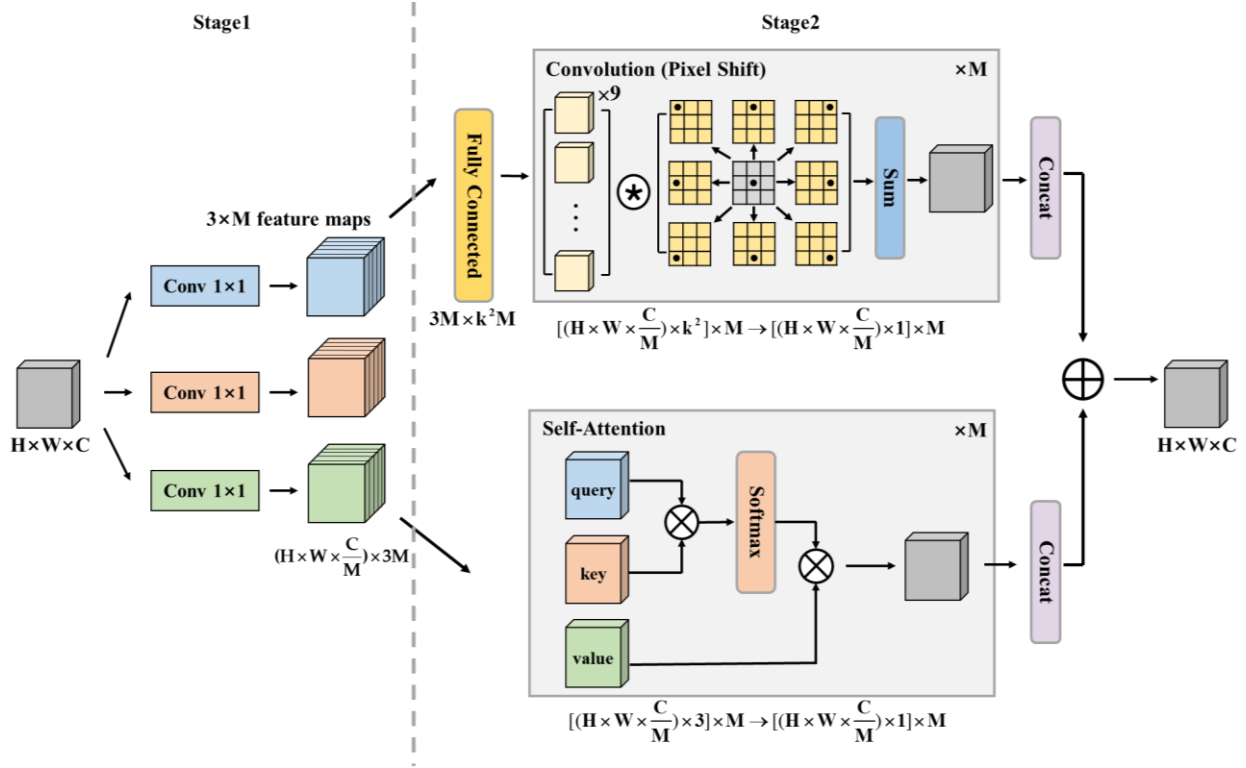 Stage1
Stage2
Convolution (Pixel Shift)
×M
×9
Fully Connected
Sum
Concat
3×M feature maps
Conv 1×1
3M×k²M
[(H×W×C/M)×k²]×M→[(H×W×C/M)×1]×M
Conv 1×1
H×W×C
H×W×C
Self-Attention
×M
Conv 1×1
query
Softmax
key
Concat
(H×W×C/M)×3M
value
[(H×W×C/M)×3]×M→[(H×W×C/M)×1]×M